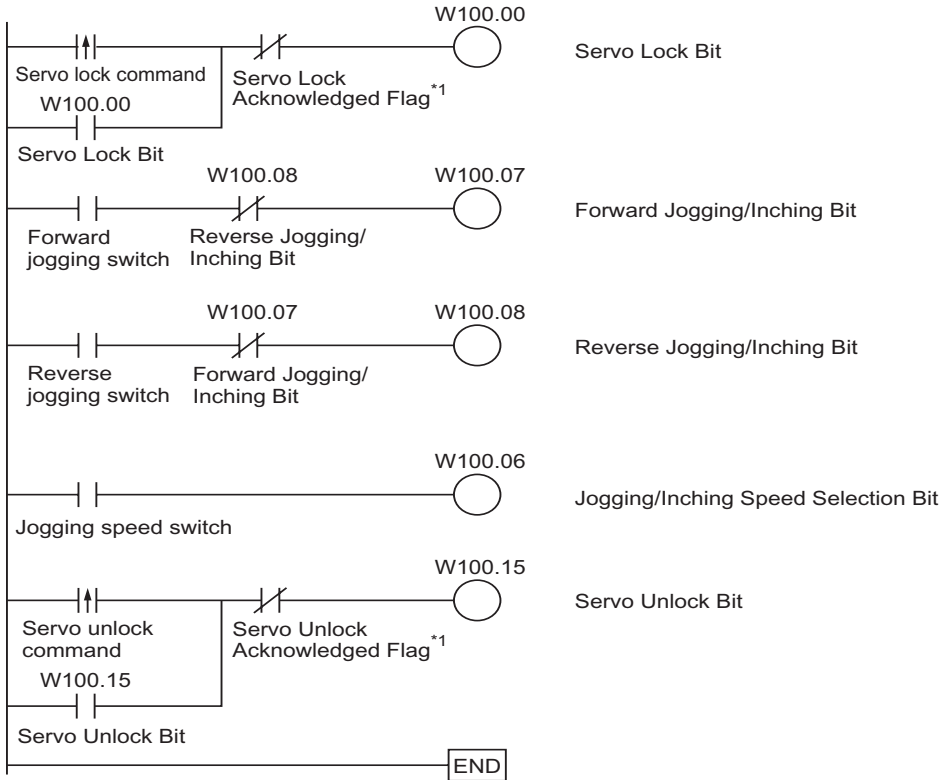 W100.00
Servo Lock Bit
Servo lock command
Servo Lock
Acknowledged Flag*1
W100.00
Servo Lock Bit
W100.08
W100.07
Forward Jogging/Inching Bit
Forward
jogging switch
Reverse Jogging/
Inching Bit
W100.07
W100.08
Reverse Jogging/Inching Bit
Reverse
jogging switch
Forward Jogging/
Inching Bit
W100.06
Jogging/Inching Speed Selection Bit
Jogging speed switch
W100.15
Servo Unlock Bit
Servo unlock
command
Servo Unlock
Acknowledged Flag*1
W100.15
Servo Unlock Bit
END